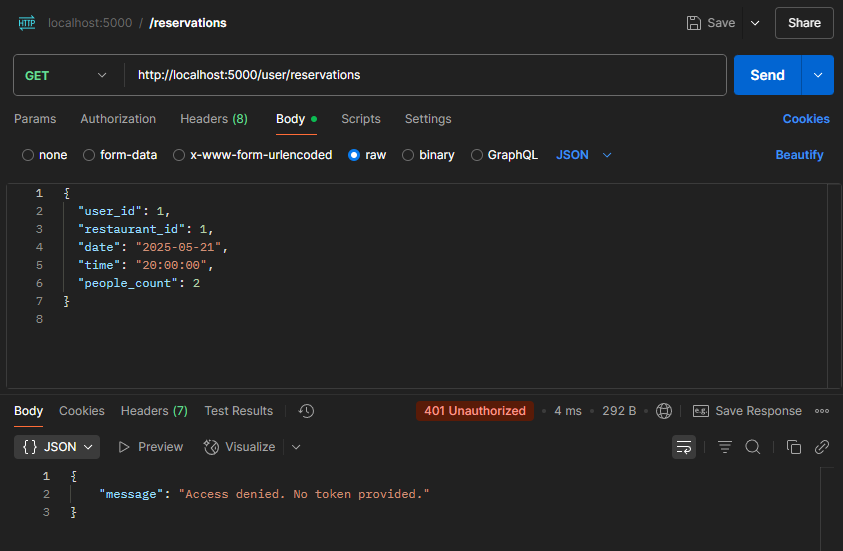 HTTP localhost:5000 / /reservations Save Share
GET http://localhost:5000/user/reservations Send
Params Authorization Headers (8) Body Scripts Settings Cookies
none form-data x-www-form-urlencoded raw binary GraphQL JSON Beautify
1 {
2 "user_id": 1,
3 "restaurant_id": 1,
4 "date": "2025-05-21",
5 "time": "20:00:00",
6 "people_count": 2
7 }
8
Body Cookies Headers (7) Test Results 401 Unauthorized • 4 ms • 292 B • e.g. Save Response
{} JSON Preview Visualize
1 {
2 "message": "Access denied. No token provided."
3 }